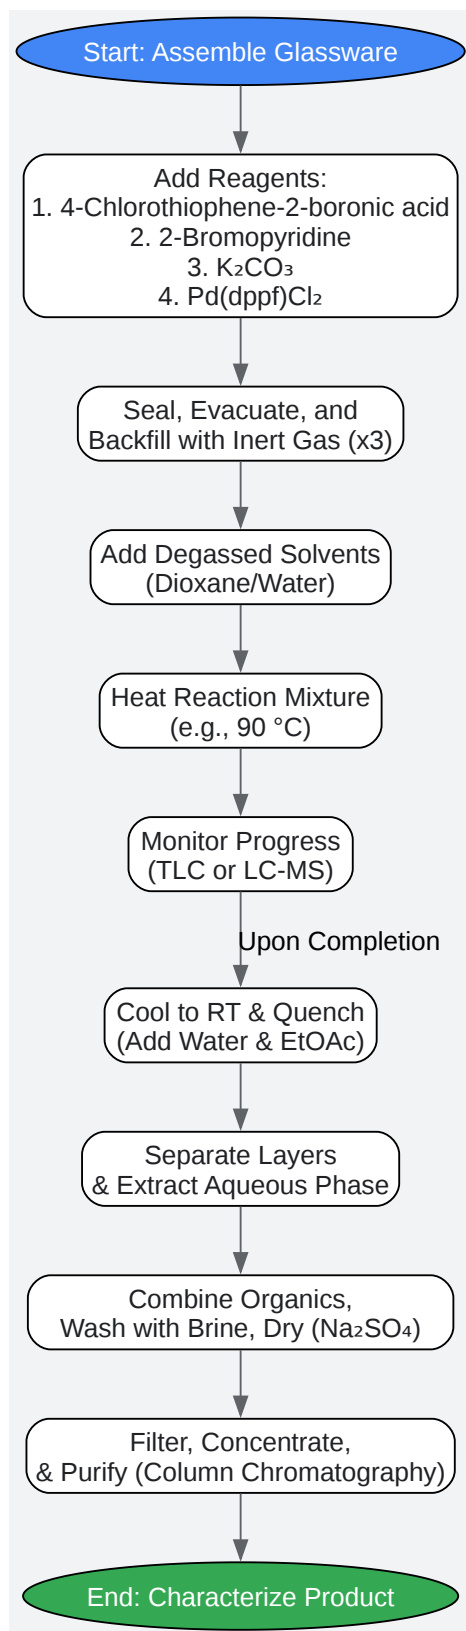 Start: Assemble Glassware
Add Reagents:
1. 4-Chlorothiophene-2-boronic acid
2. 2-Bromopyridine
3. K₂CO₃
4. Pd(dppf)Cl₂
Seal, Evacuate, and
Backfill with Inert Gas (x3)
Add Degassed Solvents
(Dioxane/Water)
Heat Reaction Mixture
(e.g., 90 °C)
Monitor Progress
(TLC or LC-MS)
Upon Completion
Cool to RT & Quench
(Add Water & EtOAc)
Separate Layers
& Extract Aqueous Phase
Combine Organics,
Wash with Brine, Dry (Na₂SO₄)
Filter, Concentrate,
& Purify (Column Chromatography)
End: Characterize Product